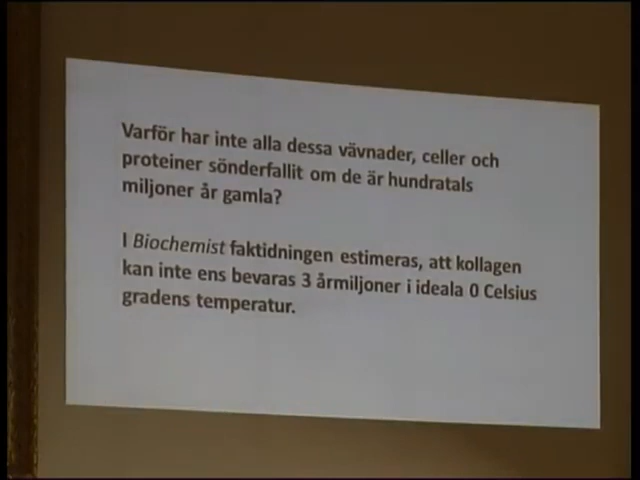 Varför har inte alla dessa vävnader, celler och
proteiner sönderfallit om de är hundratals
miljoner år gamla?
I Biochemist faktidningen estimeras, att kollagen
kan inte ens bevaras 3 årmiljoner i ideala 0 Celsius
gradens temperatur.